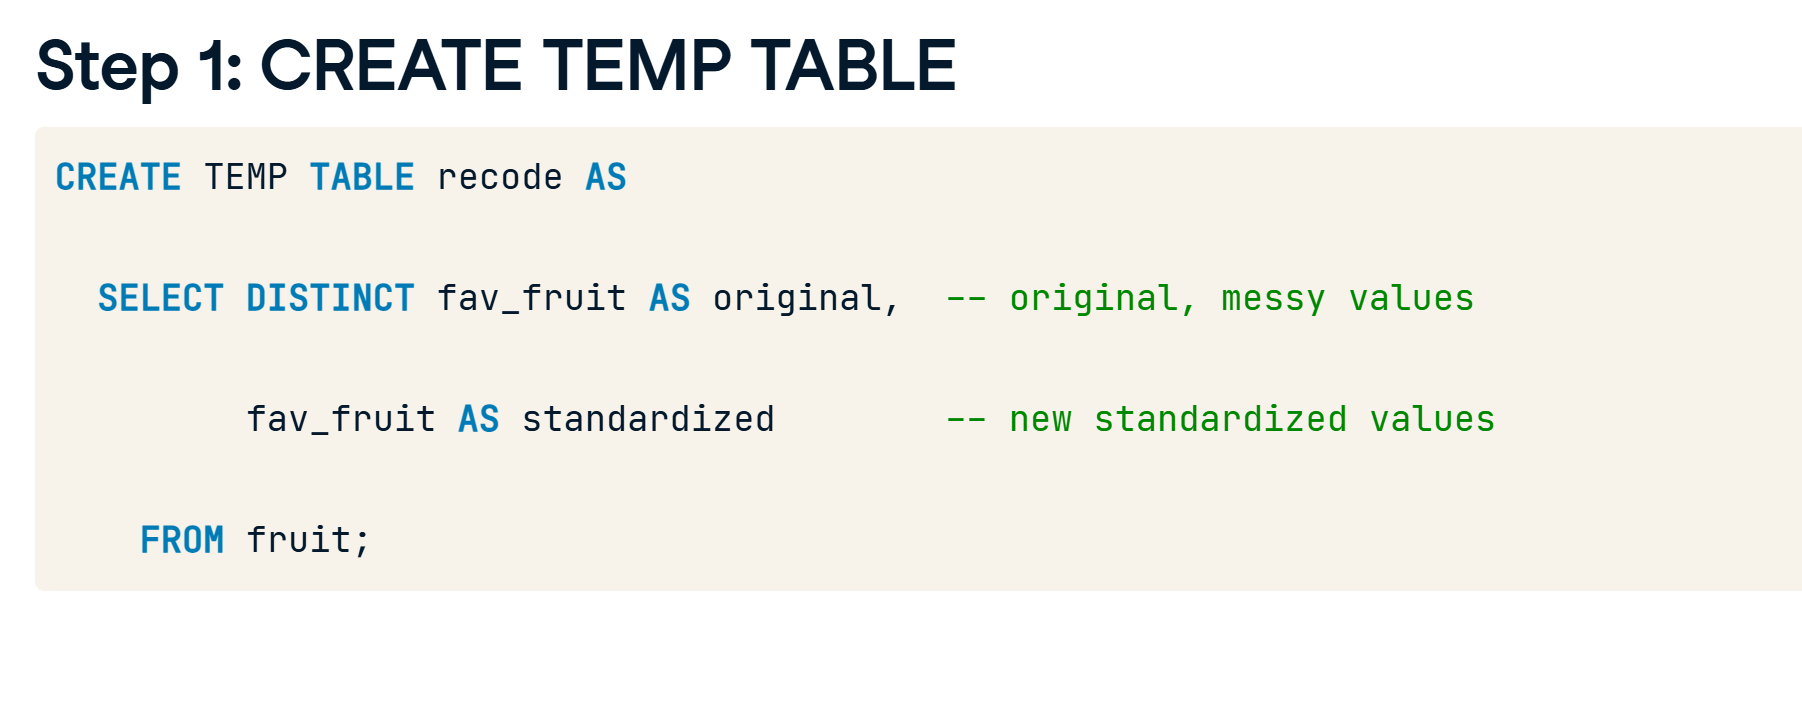 Step 1: CREATE TEMP TABLE
CREATE TEMP TABLE recode AS
SELECT DISTINCT fav_fruit AS original,  -- original, messy values
fav_fruit AS standardized        -- new standardized values
FROM fruit;